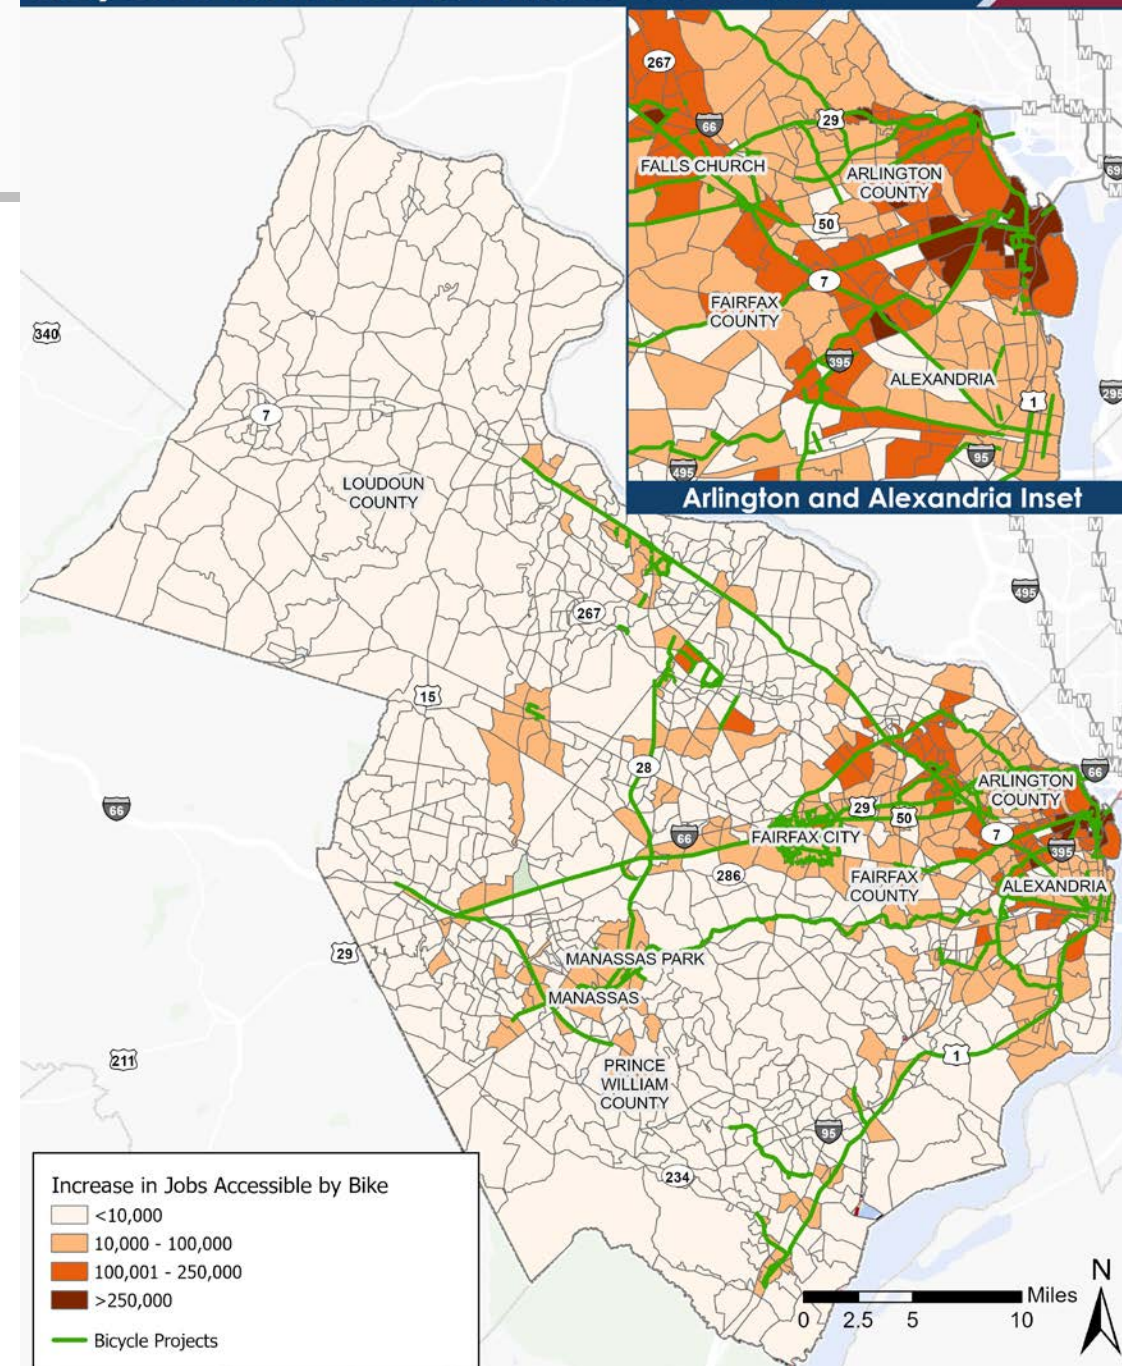 267
66
29
FALLS CHURCH
ARLINGTON
COUNTY
50
7
FAIRFAX
COUNTY
395
ALEXANDRIA
1
95
495
295
M
M
M
M
M
M
M
M
M
M
Arlington and Alexandria Inset
340
7
LOUDOUN
COUNTY
M
M
M
495
M
M
M
M
M
M
M
M
267
15
28
66
66
29
50
ARLINGTON
COUNTY
66
FAIRFAX CITY
7
395
286
FAIRFAX
COUNTY
ALEXANDRIA
29
MANASSAS PARK
MANASSAS
211
1
PRINCE
WILLIAM
COUNTY
95
234
Increase in Jobs Accessible by Bike
<10,000
10,000 - 100,000
100,001 - 250,000
>250,000
Bicycle Projects
N
Miles
0 2.5 5 10